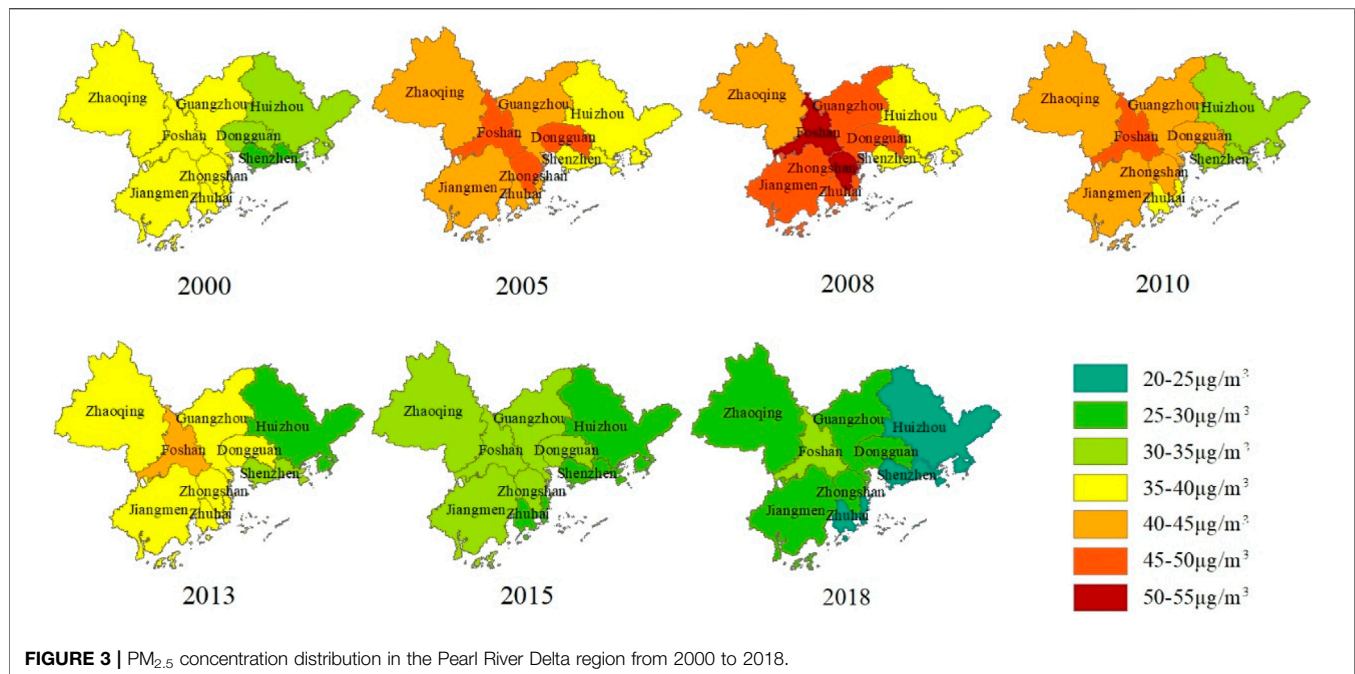 Zhaoqing
Guangzhou
Huizhou
Foshan
Dongguan
Shenzhen
Zhongshan
Jiangmen
Zhuhai
2000
Zhaoqing
Guangzhou
Huizhou
Foshan
Dongguan
Shenzhen
Zhongshan
Jiangmen
Zhuhai
2005
Zhaoqing
Guangzhou
Huizhou
Foshan
Dongguan
Shenzhen
Zhongshan
Jiangmen
Zhuhai
2008
Zhaoqing
Guangzhou
Huizhou
Foshan
Dongguan
Shenzhen
Zhongshan
Jiangmen
Zhuhai
2010
Zhaoqing
Guangzhou
Huizhou
Foshan
Dongguan
Shenzhen
Zhongshan
Jiangmen
Zhuhai
2013
Zhaoqing
Guangzhou
Huizhou
Foshan
Dongguan
Shenzhen
Zhongshan
Jiangmen
Zhuhai
2015
Zhaoqing
Guangzhou
Huizhou
Foshan
Dongguan
Shenzhen
Zhongshan
Jiangmen
Zhuhai
2018
20-25μg/m³
25-30μg/m³
30-35μg/m³
35-40μg/m³
40-45μg/m³
45-50μg/m³
50-55μg/m³
FIGURE 3 | PM₂.₅ concentration distribution in the Pearl River Delta region from 2000 to 2018.